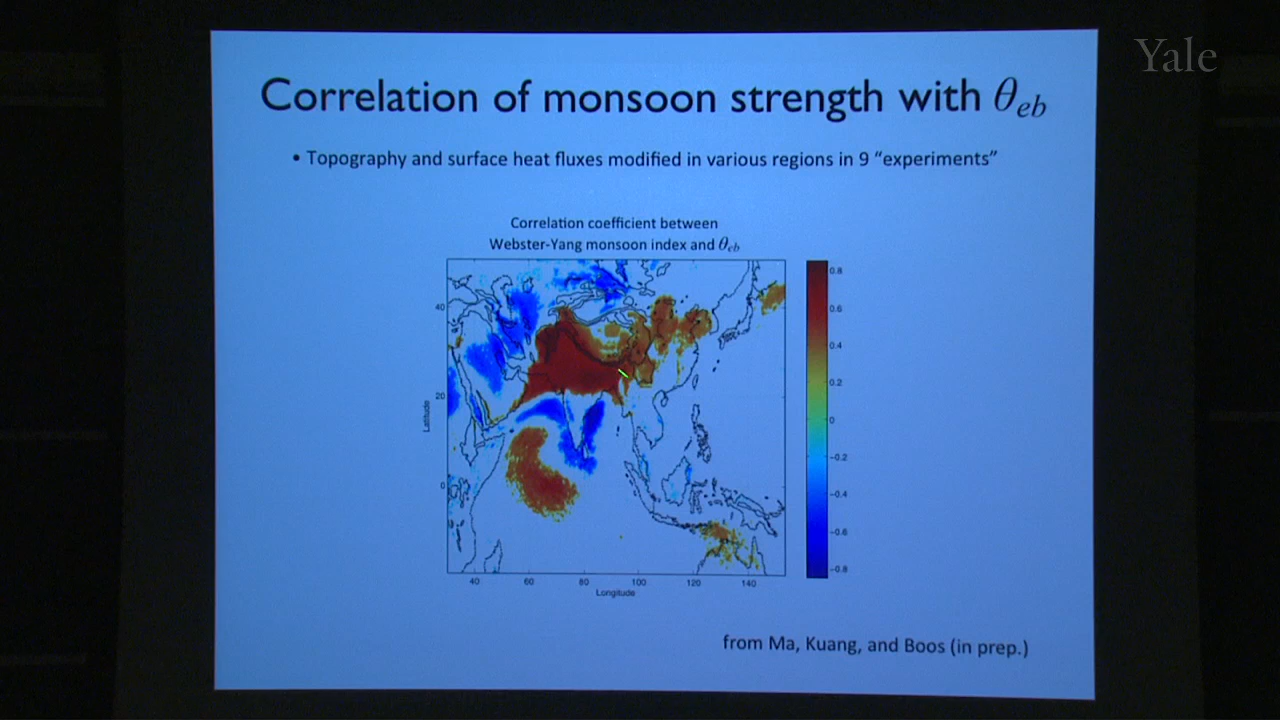 Yale
Correlation of monsoon strength with θeb
• Topography and surface heat fluxes modified in various regions in 9 “experiments”
Correlation coefficient between
Webster-Yang monsoon index and θeb
40
20
0
Latitude
40 60 80 100 120 140
Longitude
0.8
0.6
0.4
0.2
0
−0.2
−0.4
−0.6
−0.8
from Ma, Kuang, and Boos (in prep.)